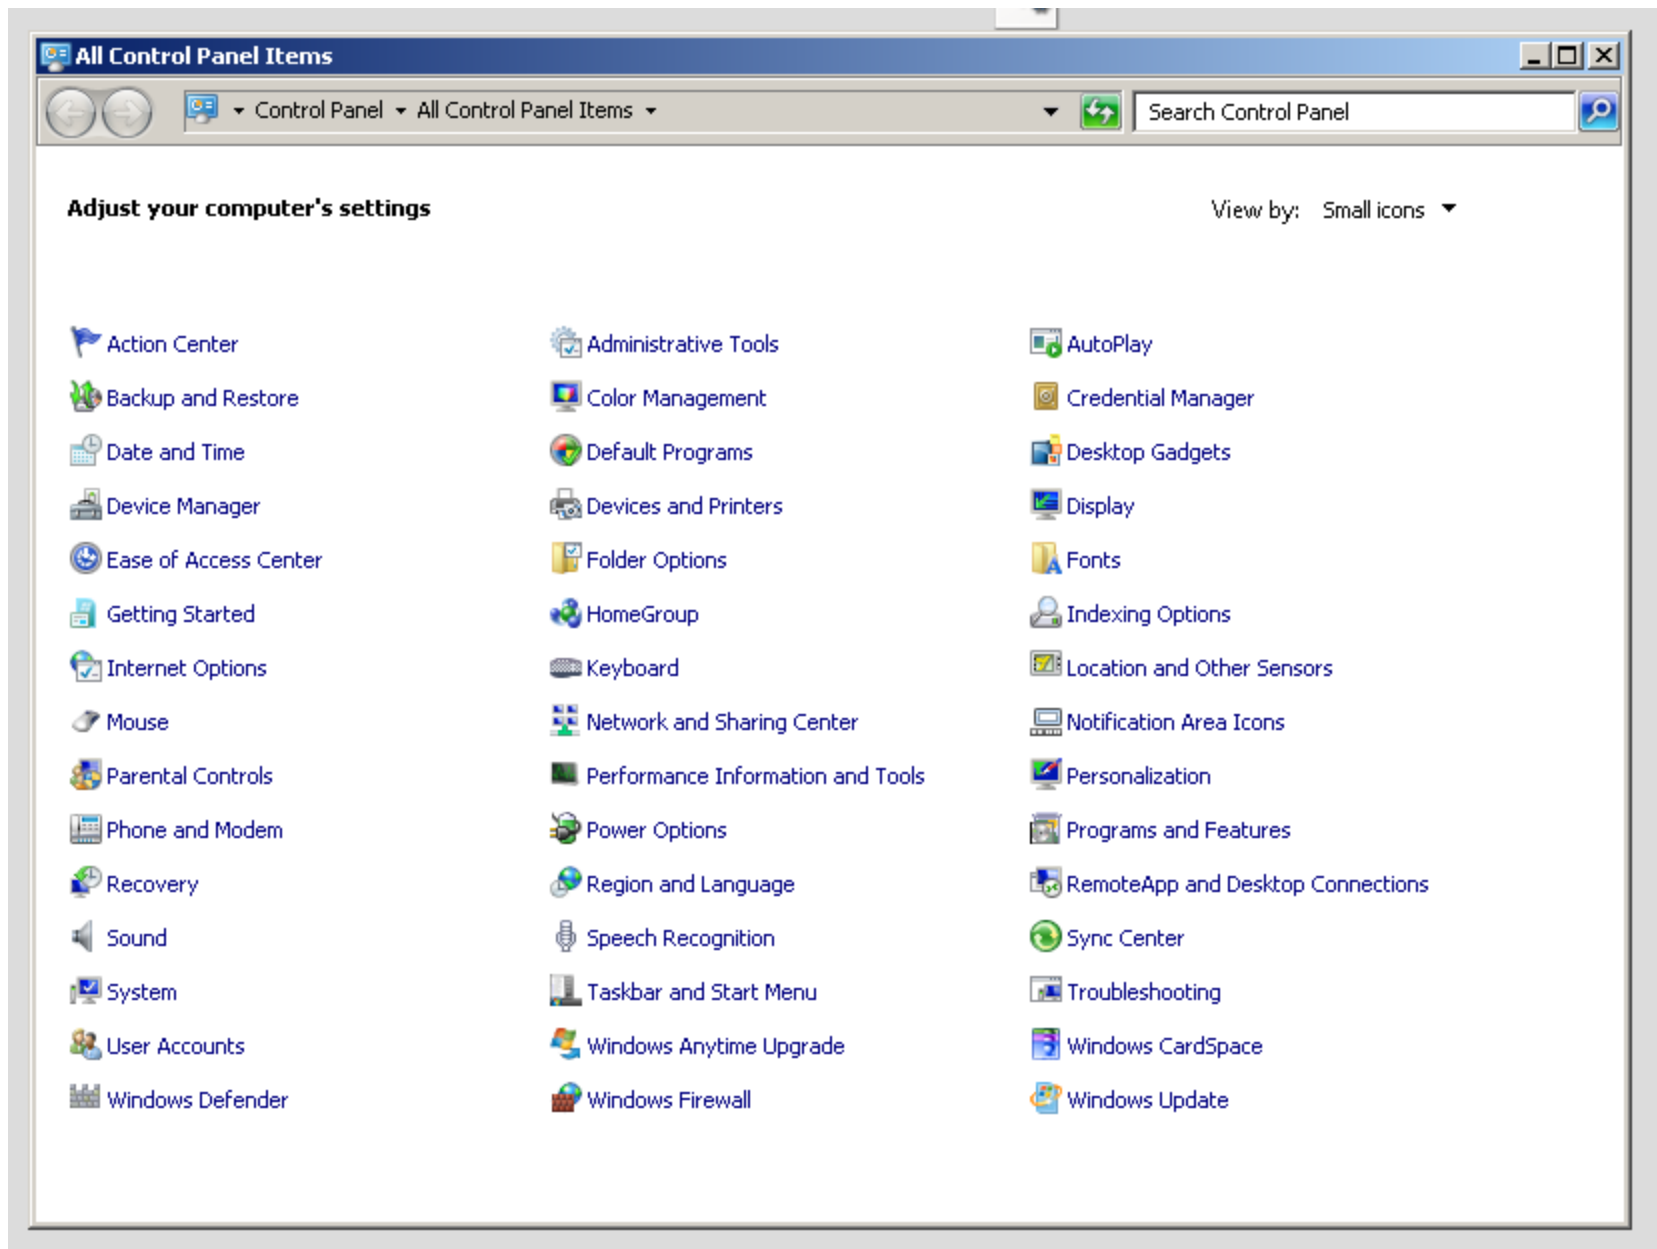 All Control Panel Items
Control Panel All Control Panel Items Search Control Panel
Adjust your computer's settings View by: Small icons
Action Center Administrative Tools AutoPlay
Backup and Restore Color Management Credential Manager
Date and Time Default Programs Desktop Gadgets
Device Manager Devices and Printers Display
Ease of Access Center Folder Options Fonts
Getting Started HomeGroup Indexing Options
Internet Options Keyboard Location and Other Sensors
Mouse Network and Sharing Center Notification Area Icons
Parental Controls Performance Information and Tools Personalization
Phone and Modem Power Options Programs and Features
Recovery Region and Language RemoteApp and Desktop Connections
Sound Speech Recognition Sync Center
System Taskbar and Start Menu Troubleshooting
User Accounts Windows Anytime Upgrade Windows CardSpace
Windows Defender Windows Firewall Windows Update